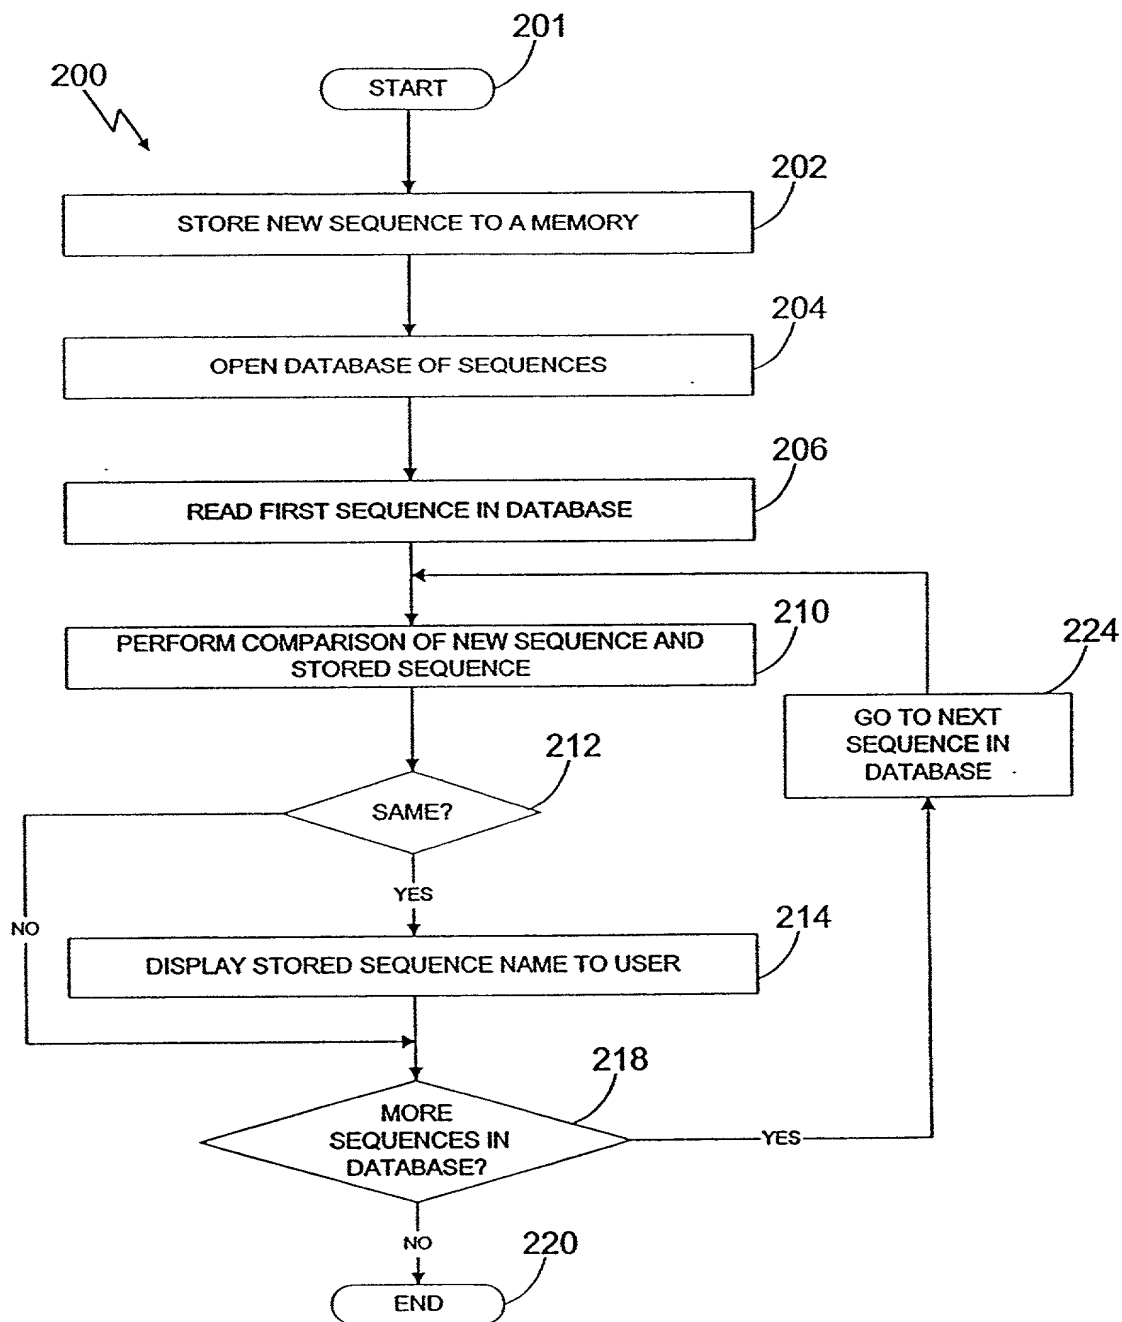 201
200
START
202
STORE NEW SEQUENCE TO A MEMORY
204
OPEN DATABASE OF SEQUENCES
206
READ FIRST SEQUENCE IN DATABASE
210
PERFORM COMPARISON OF NEW SEQUENCE AND
STORED SEQUENCE
224
GO TO NEXT
SEQUENCE IN
DATABASE
212
SAME?
YES
NO
214
DISPLAY STORED SEQUENCE NAME TO USER
218
MORE
SEQUENCES IN
DATABASE?
YES
NO
220
END